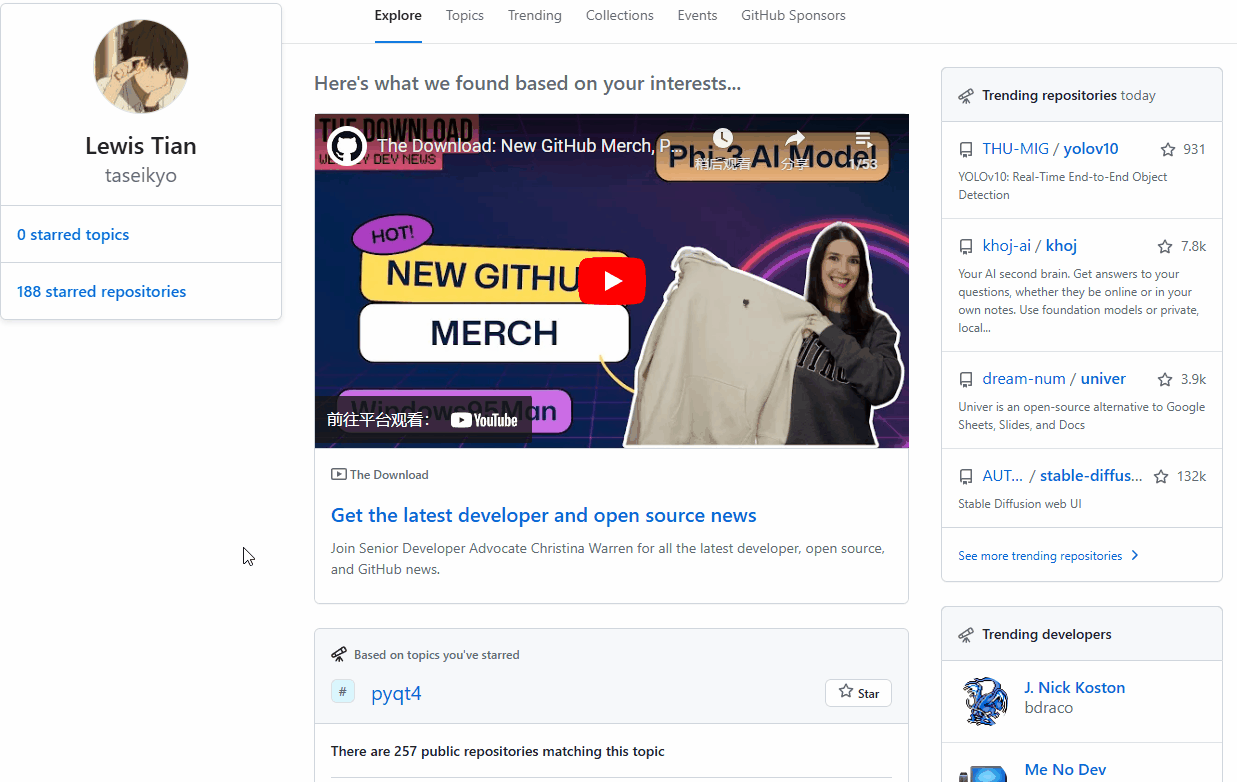 Explore Topics Trending Collections Events GitHub Sponsors
Lewis Tian
taseikyo
0 starred topics
188 starred repositories
Here's what we found based on your interests...
THE DOWNLOAD
The Download: New GitHub Merch, P...
Phi-3 AI Model
稍后观看
分享
1/53
HOT!
NEW GITHU
MERCH
Windows95Man
前往平台观看：
YouTube
The Download
Get the latest developer and open source news
Join Senior Developer Advocate Christina Warren for all the latest developer, open source,
and GitHub news.
Based on topics you've starred
# pyqt4
Star
There are 257 public repositories matching this topic
Trending repositories today
THU-MIG / yolov10 931
YOLOv10: Real-Time End-to-End Object
Detection
khoj-ai / khoj 7.8k
Your AI second brain. Get answers to your
questions, whether they be online or in your
own notes. Use foundation models or private,
local...
dream-num / univer 3.9k
Univer is an open-source alternative to Google
Sheets, Slides, and Docs
AUT... / stable-diffus... 132k
Stable Diffusion web UI
See more trending repositories
Trending developers
J. Nick Koston
bdraco
Me No Dev